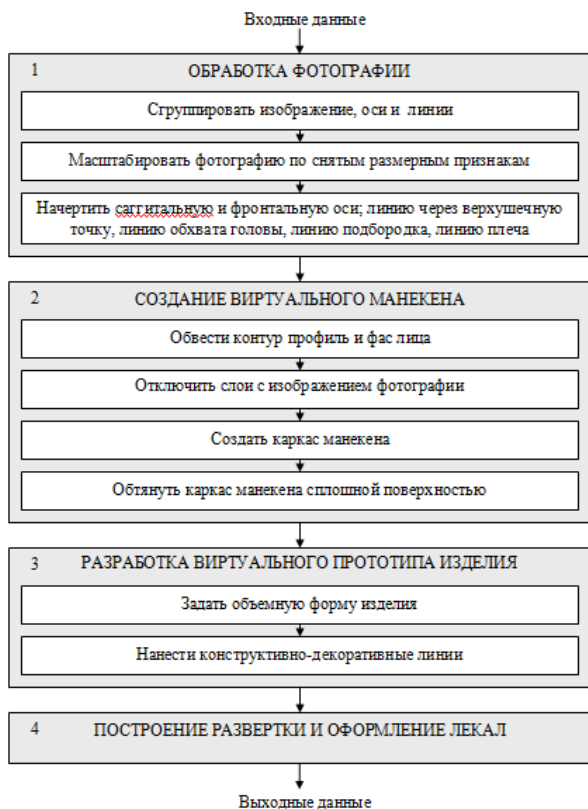 Входные данные
1 ОБРАБОТКА ФОТОГРАФИИ
Сгруппировать изображение, оси и линии
Масштабировать фотографию по снятым размерным признакам
Начертить саггитальную и фронтальную оси; линию через верхушечную
точку, линию обхвата головы, линию подбородка, линию плеча
2 СОЗДАНИЕ ВИРТУАЛЬНОГО МАНЕКЕНА
Обвести контур профиль и фас лица
Отключить слои с изображением фотографии
Создать каркас манекена
Обтянуть каркас манекена сплошной поверхностью
3 РАЗРАБОТКА ВИРТУАЛЬНОГО ПРОТОТИПА ИЗДЕЛИЯ
Задать объемную форму изделия
Нанести конструктивно-декоративные линии
4 ПОСТРОЕНИЕ РАЗВЕРТКИ И ОФОРМЛЕНИЕ ЛЕКАЛ
Выходные данные